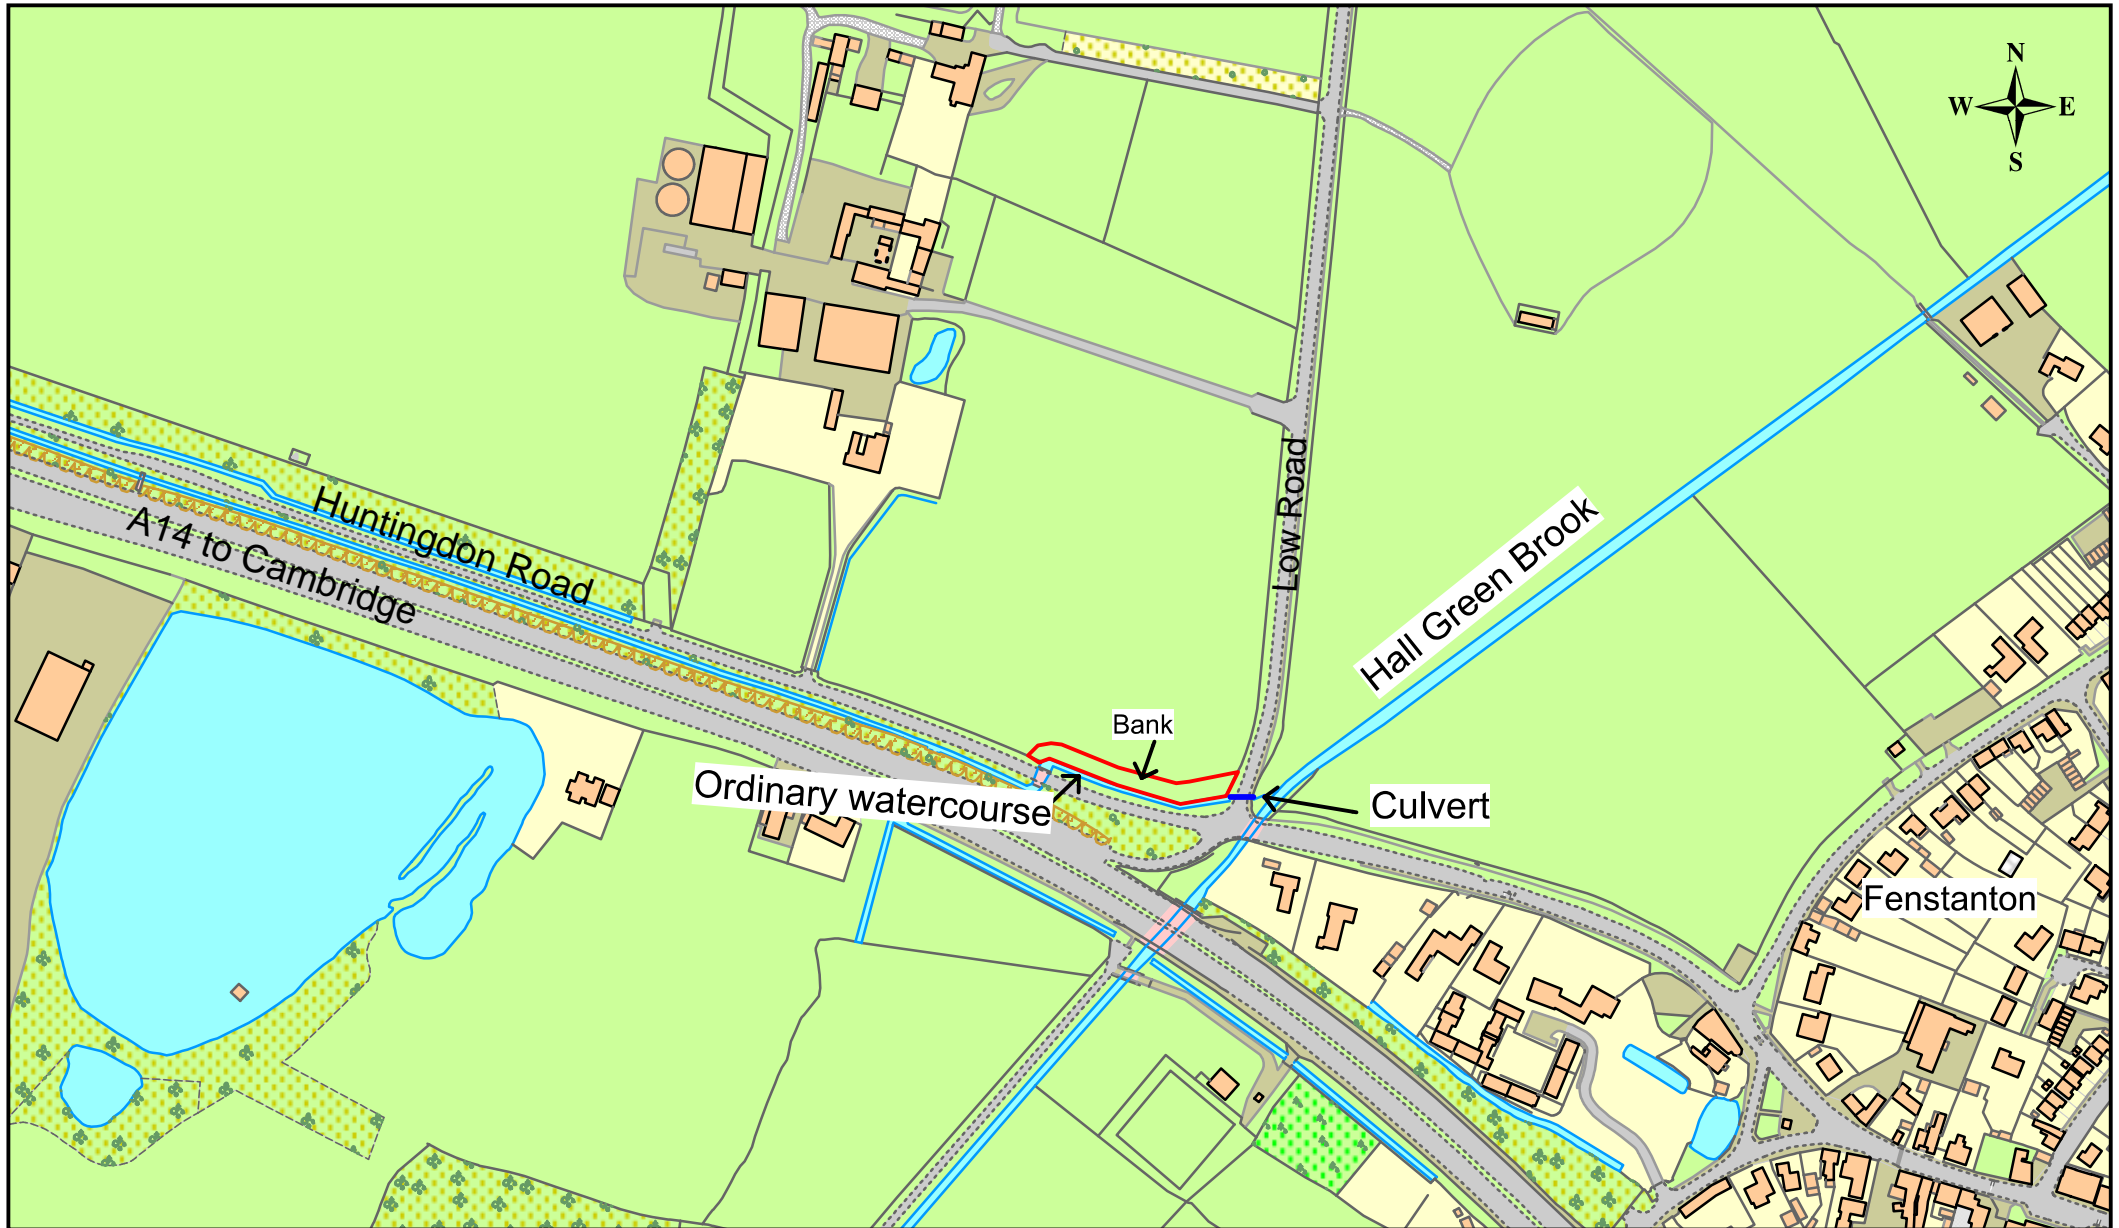 N
W E
S
Huntingdon Road
A14 to Cambridge
Low Road
Hall Green Brook
Bank
Ordinary watercourse
Culvert
Fenstanton